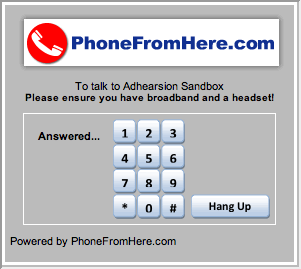 PhoneFromHere.com
To talk to Adhearsion Sandbox
Please ensure you have broadband and a headset!
Answered...
1 2 3
4 5 6
7 8 9
* 0 #
Hang Up
Powered by PhoneFromHere.com